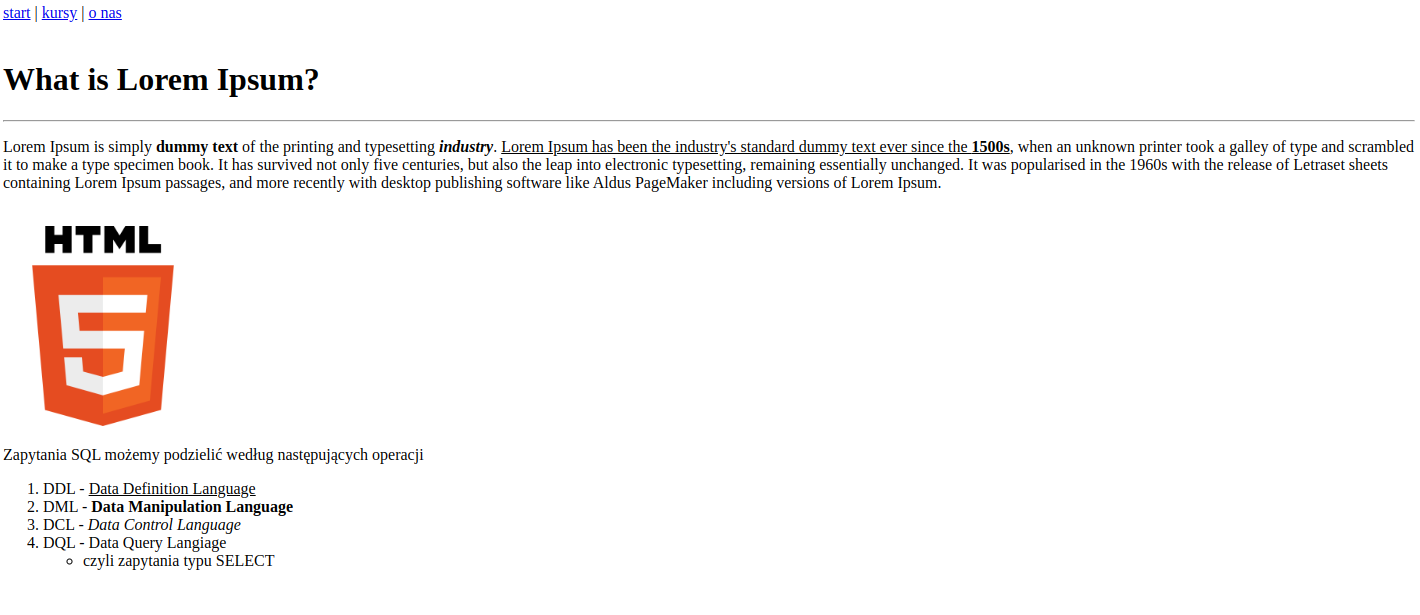 start | kursy | o nas
What is Lorem Ipsum?
Lorem Ipsum is simply dummy text of the printing and typesetting industry. Lorem Ipsum has been the industry's standard dummy text ever since the 1500s, when an unknown printer took a galley of type and scrambled
it to make a type specimen book. It has survived not only five centuries, but also the leap into electronic typesetting, remaining essentially unchanged. It was popularised in the 1960s with the release of Letraset sheets
containing Lorem Ipsum passages, and more recently with desktop publishing software like Aldus PageMaker including versions of Lorem Ipsum.
HTML
5
Zapytania SQL możemy podzielić według następujących operacji
1. DDL - Data Definition Language
2. DML - Data Manipulation Language
3. DCL - Data Control Language
4. DQL - Data Query Langiage
czyli zapytania typu SELECT